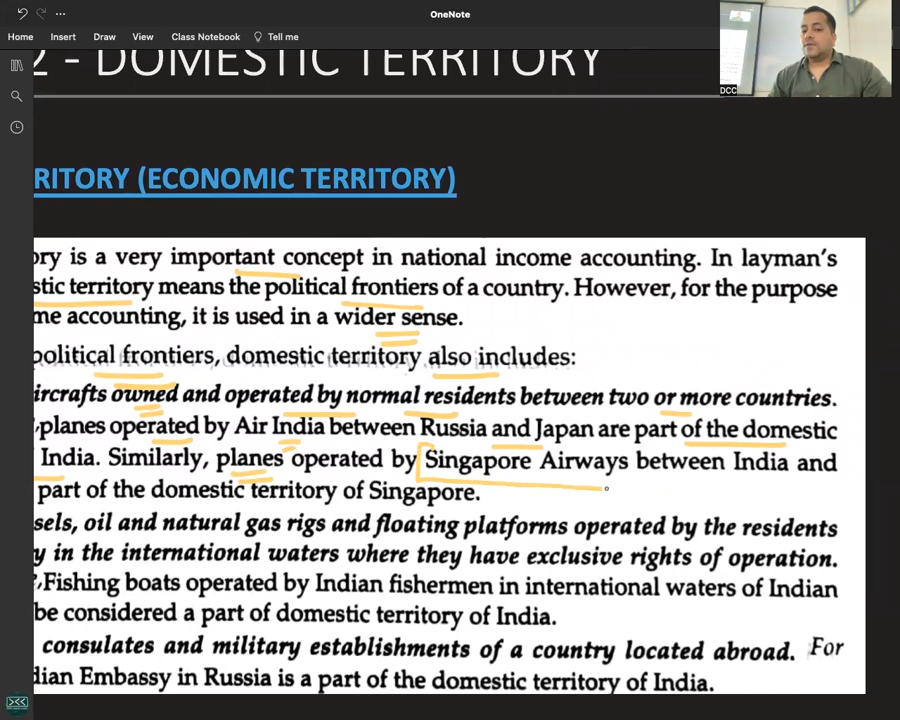 OneNote
Home Insert Draw View Class Notebook Tell me
DCC
2 - DOMESTIC TERRITORY
RITORY (ECONOMIC TERRITORY)
ory is a very important concept in national income accounting. In layman's
stic territory means the political frontiers of a country. However, for the purpose
me accounting, it is used in a wider sense.
political frontiers, domestic territory also includes:
ircrafts owned and operated by normal residents between two or more countries.
planes operated by Air India between Russia and Japan are part of the domestic
India. Similarly, planes operated by Singapore Airways between India and
part of the domestic territory of Singapore.
sels, oil and natural gas rigs and floating platforms operated by the residents
y in the international waters where they have exclusive rights of operation.
Fishing boats operated by Indian fishermen in international waters of Indian
be considered a part of domestic territory of India.
consulates and military establishments of a country located abroad. For
dian Embassy in Russia is a part of the domestic territory of India.